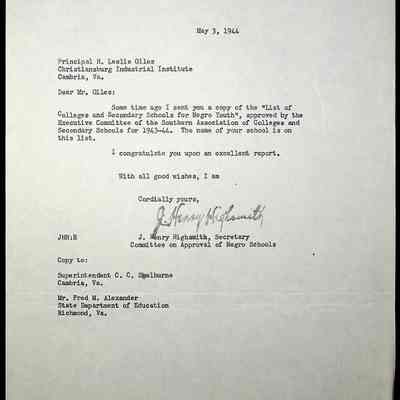 May 3, 1944
Principal H. Leslie Giles
Christiansburg Industrial Institute
Cambria, Va.
Dear Mr. Giles:
Some time ago I sent you a copy of the "List of
Colleges and Secondary Schools for Negro Youth", approved by the
Executive Committee of the Southern Association of Colleges and
Secondary Schools for 1943-44. The name of your school is on
this list.
I congratulate you upon an excellent report.
With all good wishes, I am
Cordially yours,
J. Henry Highsmith
JHH:H J. Henry Highsmith, Secretary
Committee on Approval of Negro Schools
Copy to:
Superintendent C. C. Shelburne
Cambria, Va.
Mr. Fred M. Alexander
State Department of Education
Richmond, Va.